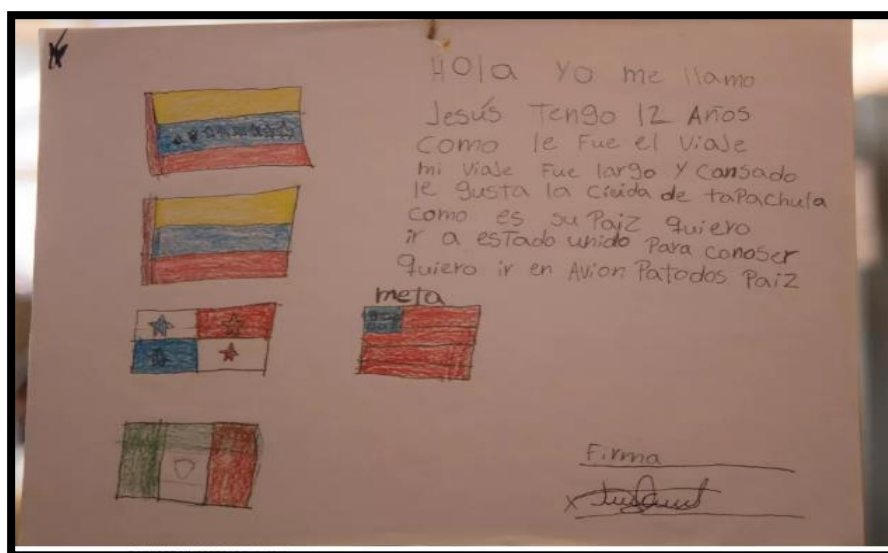 HOla Yo me llamo
Jesús Tengo 12 Años
como le Fue el Viaje
mi Viaje Fue largo Y Cansado
le gusta la Ciuida de taPachula
como es su Paiz quiero
ir a esTado unido Para conoser
quiero ir en Avion Patodos Paiz
meta
Firma
X